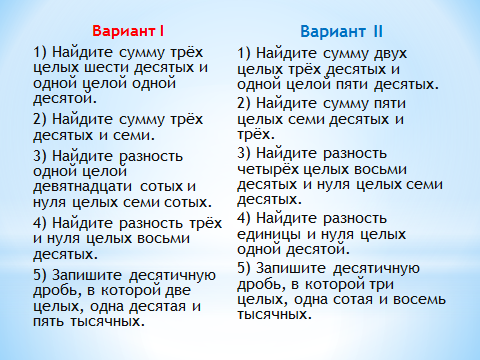 Вариант I
1) Найдите сумму трёх
целых шести десятых и
одной целой одной
десятой.
2) Найдите сумму трёх
десятых и семи.
3) Найдите разность
одной целой
девятнадцати сотых и
нуля целых семи сотых.
4) Найдите разность трёх
и нуля целых восьми
десятых.
5) Запишите десятичную
дробь, в которой две
целых, одна десятая и
пять тысячных.
Вариант II
1) Найдите сумму двух
целых трёх десятых и
одной целой пяти десятых.
2) Найдите сумму пяти
целых семи десятых и
трёх.
3) Найдите разность
четырёх целых восьми
десятых и нуля целых семи
десятых.
4) Найдите разность
единицы и нуля целых
одной десятой.
5) Запишите десятичную
дробь, в которой три
целых, одна сотая и восемь
тысячных.